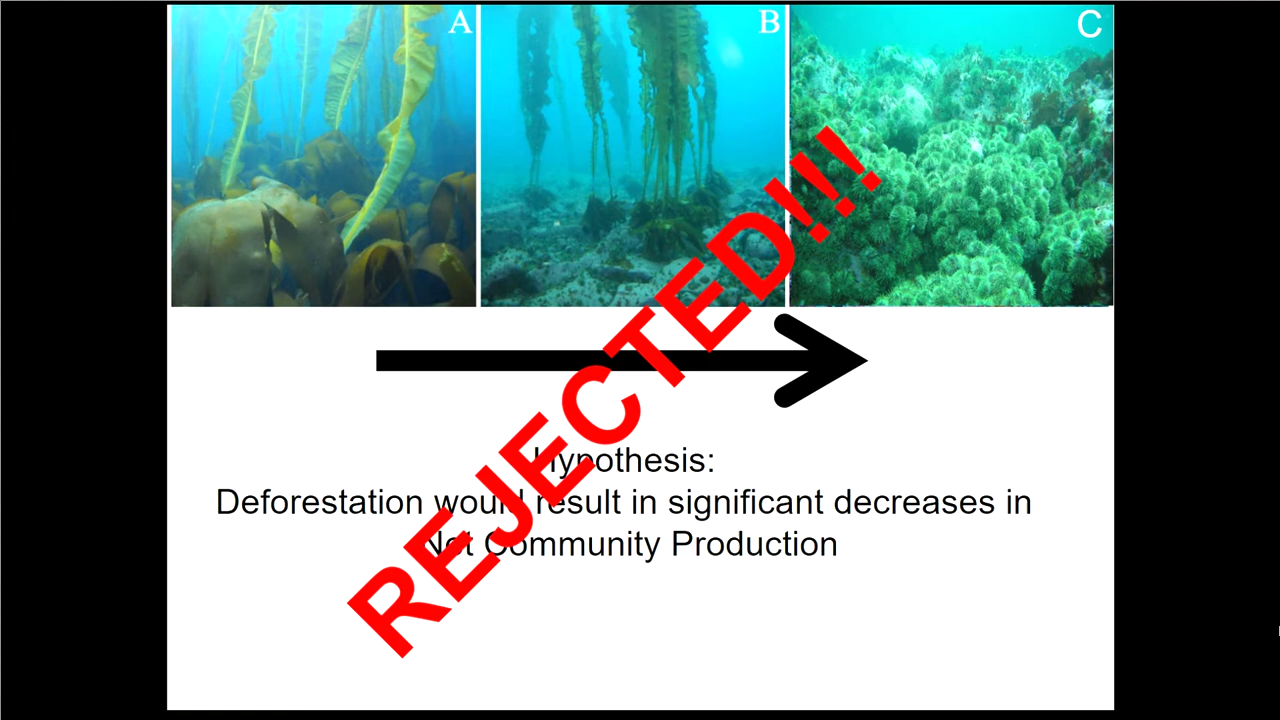 A
B
C
REJECTED!!!
Hypothesis:
Deforestation would result in significant decreases in
Net Community Production